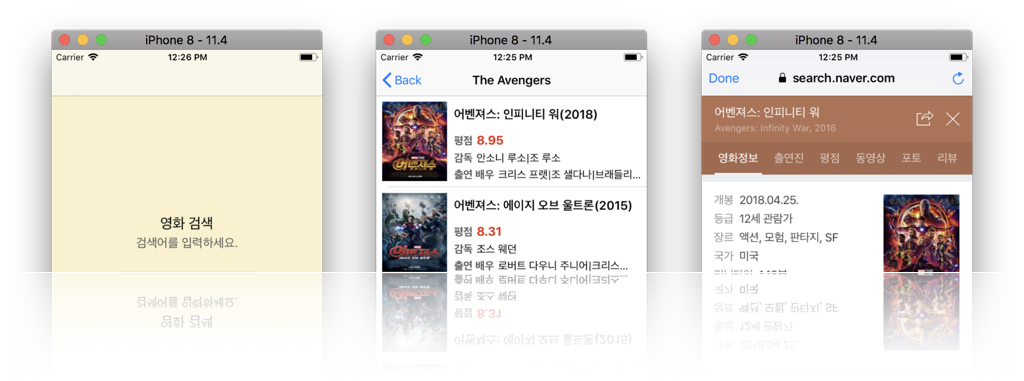 iPhone 8 - 11.4
Carrier
12:26 PM
영화 검색
검색어를 입력하세요.
iPhone 8 - 11.4
Carrier
12:25 PM
Back
The Avengers
어벤져스: 인피니티 워(2018)
평점 8.95
감독 안소니 루소|조 루소
출연 배우 크리스 프랫|조 샐다나|브래들리...
어벤져스: 에이지 오브 울트론(2015)
평점 8.31
감독 조스 웨던
출연 배우 로버트 다우니 주니어|크리스...
iPhone 8 - 11.4
Carrier
12:25 PM
Done
search.naver.com
어벤져스: 인피니티 워
Avengers: Infinity War, 2018
영화정보 출연진 평점 동영상 포토 리뷰
개봉 2018.04.25.
등급 12세 관람가
장르 액션, 모험, 판타지, SF
국가 미국